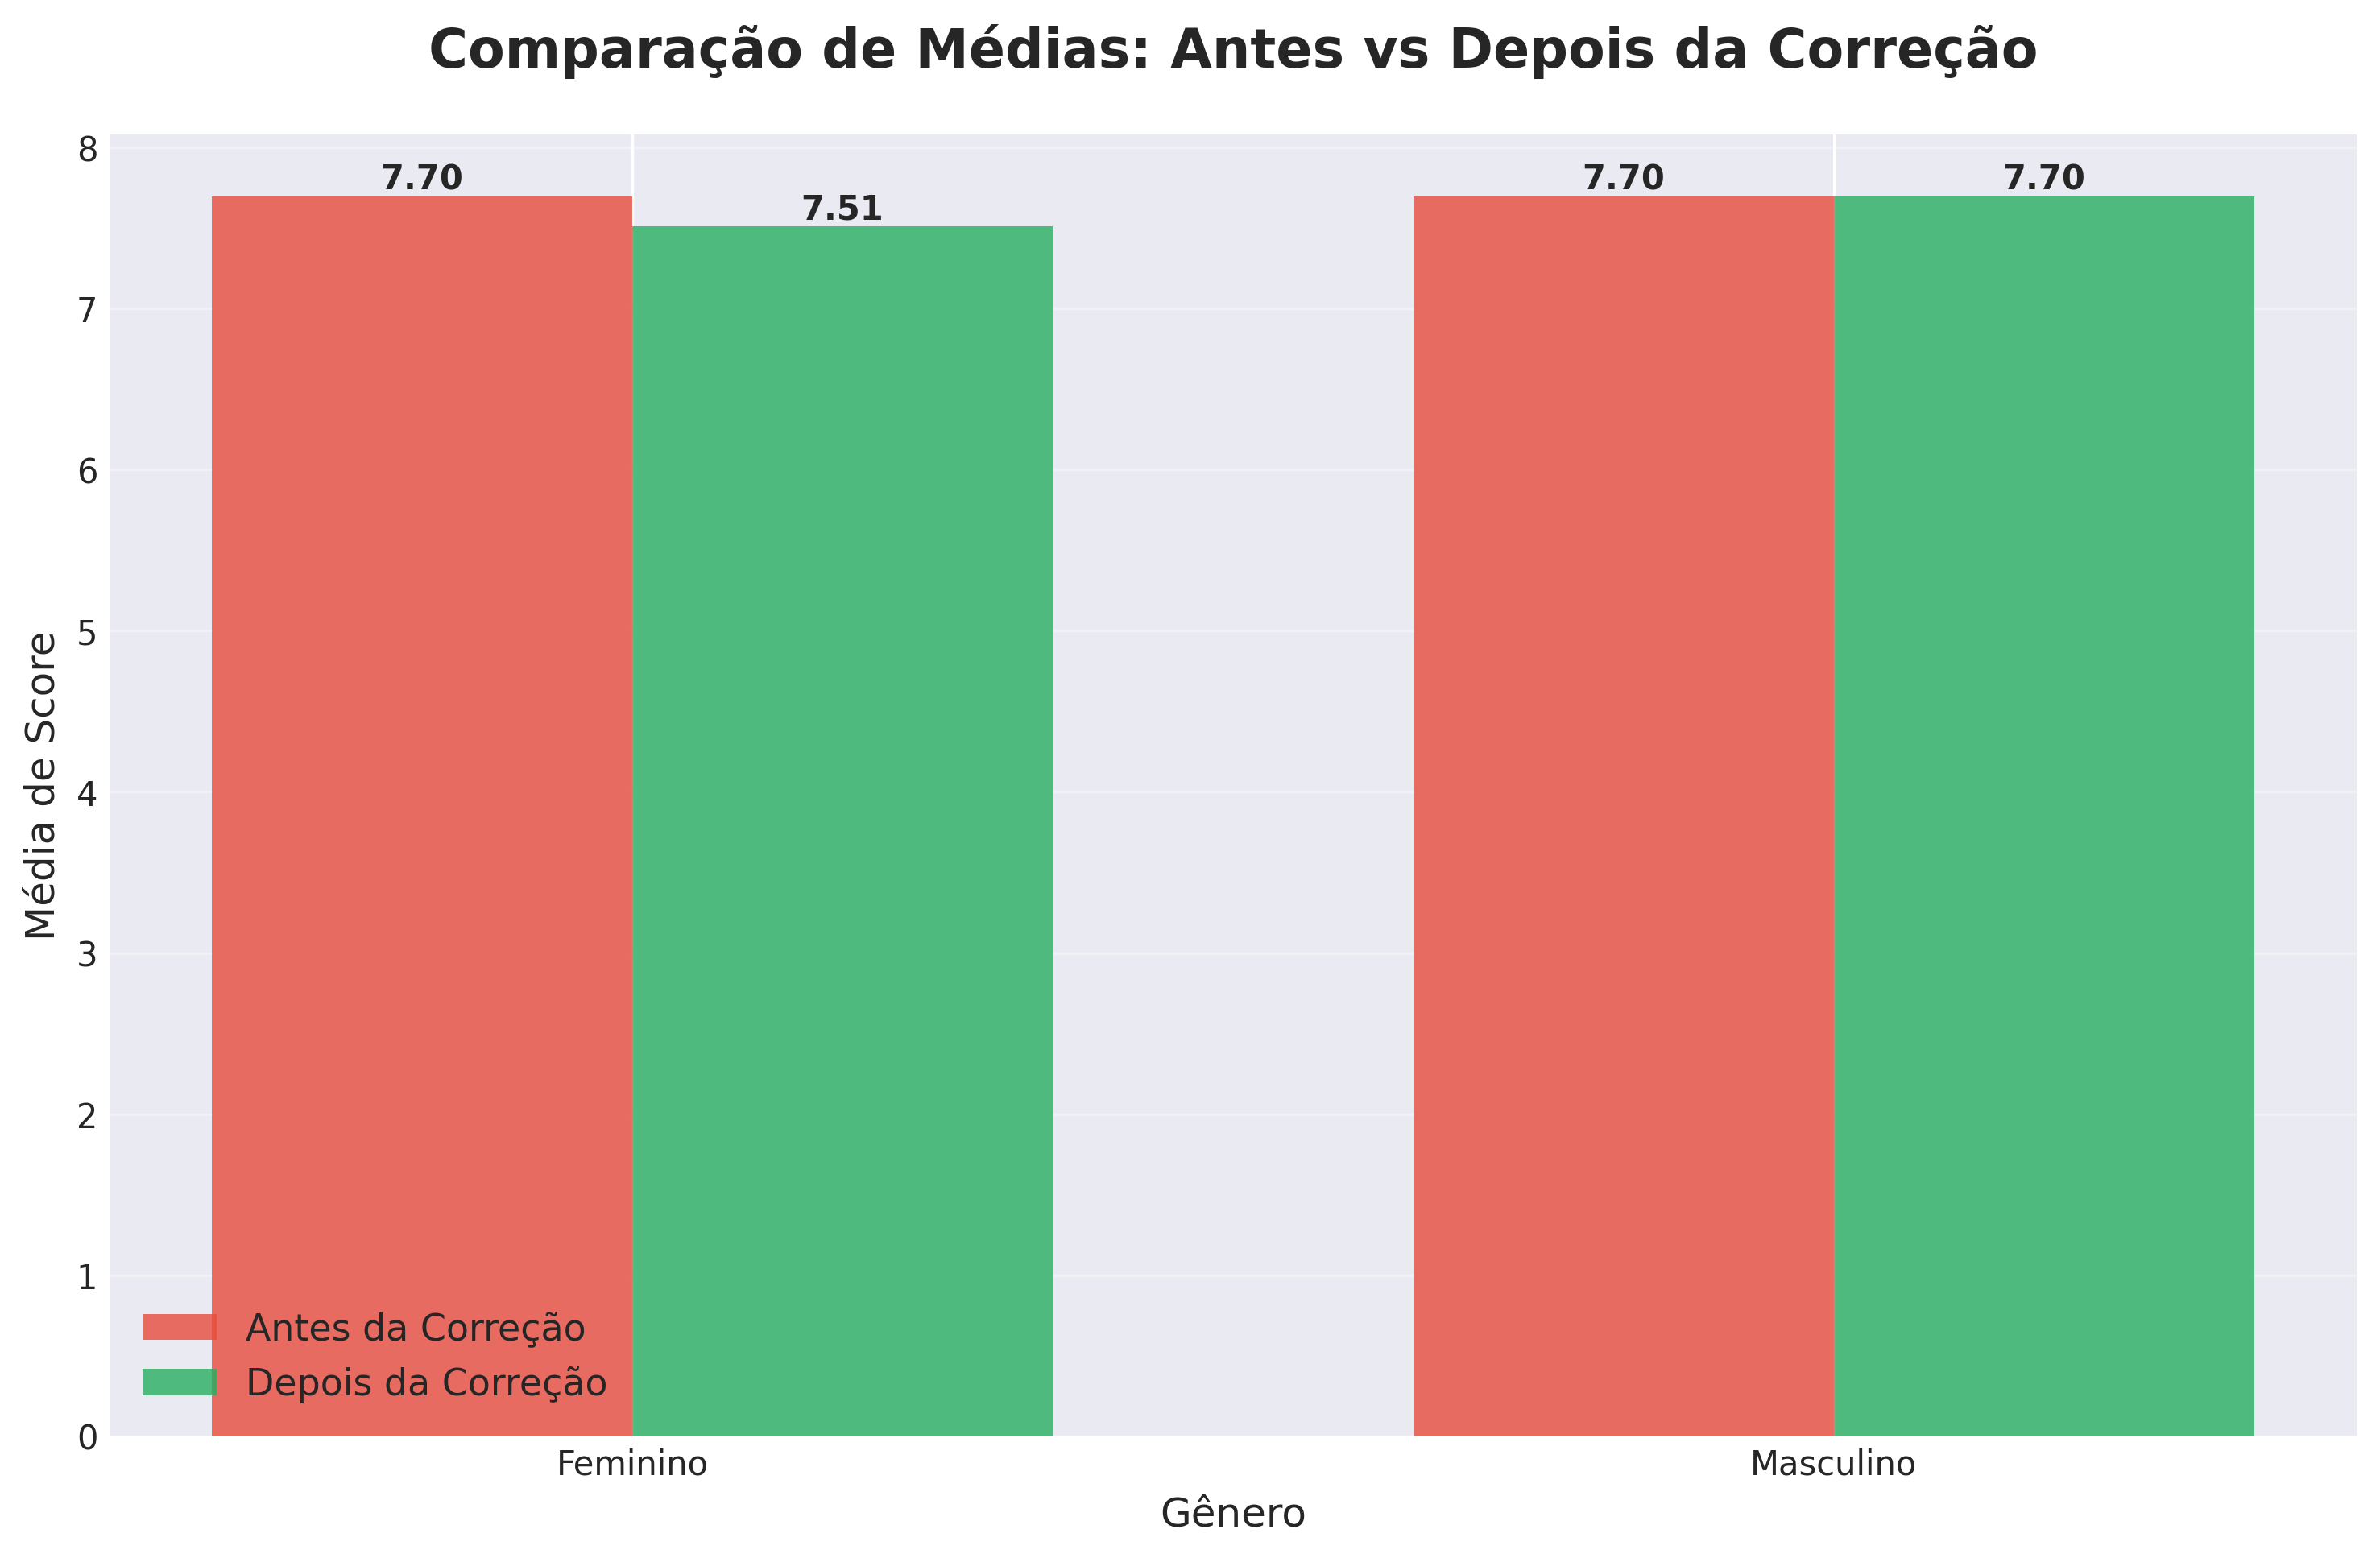 Comparação de Médias: Antes vs Depois da Correção
8
7.70
7.51
7.70
7.70
7
6
5
4
3
2
1
0
Média de Score
Antes da Correção
Depois da Correção
Feminino
Masculino
Gênero